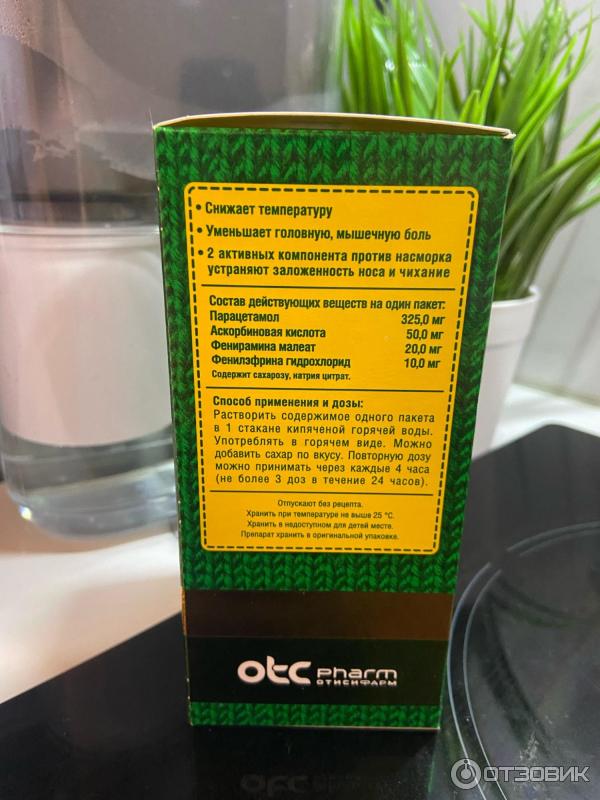 • Снижает температуру
• Уменьшает головную, мышечную боль
• 2 активных компонента против насморка
устраняют заложенность носа и чихание
Состав действующих веществ на один пакет:
Парацетамол 325,0 мг
Аскорбиновая кислота 50,0 мг
Фенирамина малеат 20,0 мг
Фенилэфрина гидрохлорид 10,0 мг
Содержит сахарозу, натрия цитрат.
Способ применения и дозы:
Растворить содержимое одного пакета
в 1 стакане кипяченой горячей воды.
Употреблять в горячем виде. Можно
добавить сахар по вкусу. Повторную дозу
можно принимать через каждые 4 часа
(не более 3 доз в течение 24 часов).
Отпускают без рецепта.
Хранить при температуре не выше 25 °С.
Хранить в недоступном для детей месте.
Препарат хранить в оригинальной упаковке.
otc pharm
ОТИСИФАРМ
ОТЗОВИК